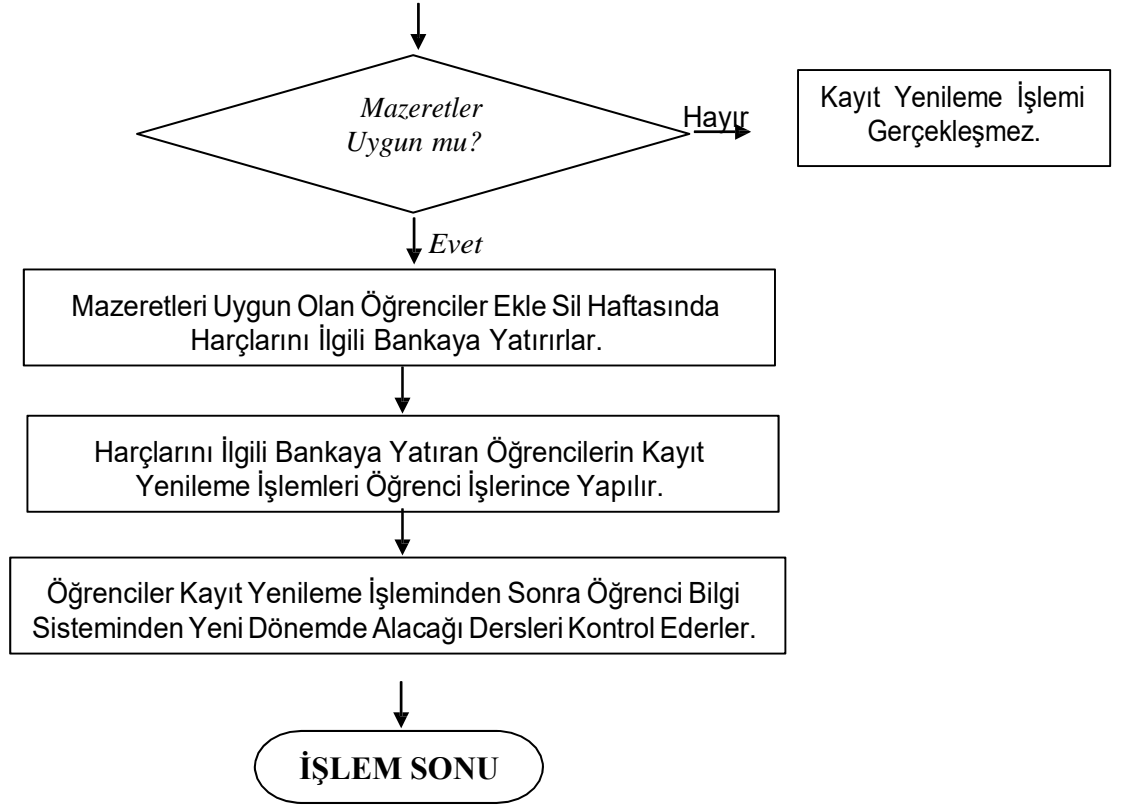 Mazeretler
Uygun mu?
Hayır
Kayıt Yenileme İşlemi
Gerçekleşmez.
Evet
Mazeretleri Uygun Olan Öğrenciler Ekle Sil Haftasında
Harçlarını İlgili Bankaya Yatırırlar.
Harçlarını İlgili Bankaya Yatıran Öğrencilerin Kayıt
Yenileme İşlemleri Öğrenci İşlerince Yapılır.
Öğrenciler Kayıt Yenileme İşleminden Sonra Öğrenci Bilgi
Sisteminden Yeni Dönemde Alacağı Dersleri Kontrol Ederler.
İŞLEM SONU